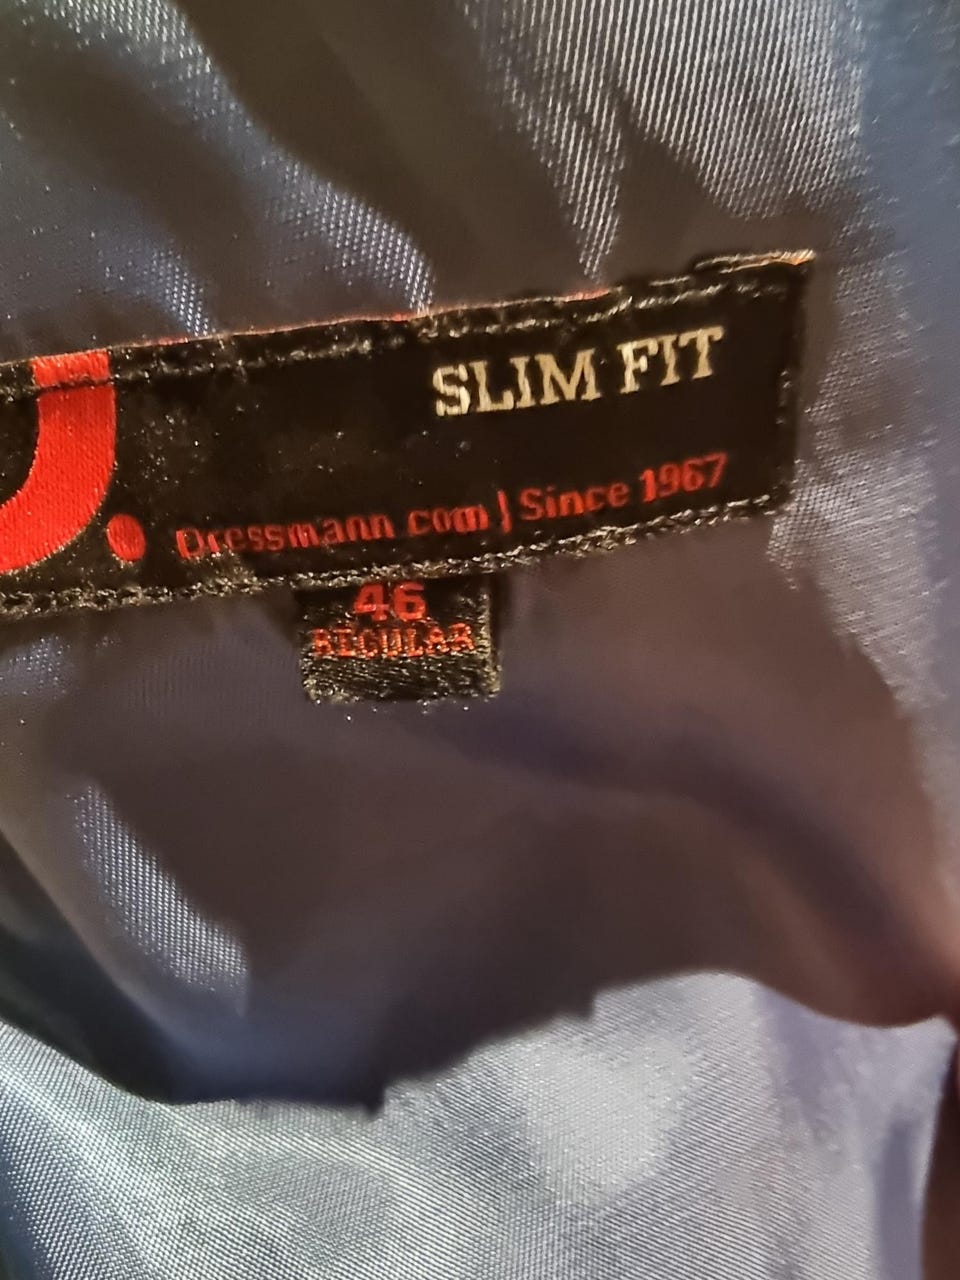 SLIM FIT
Dressmann.com | Since 1967
46
REGULAR